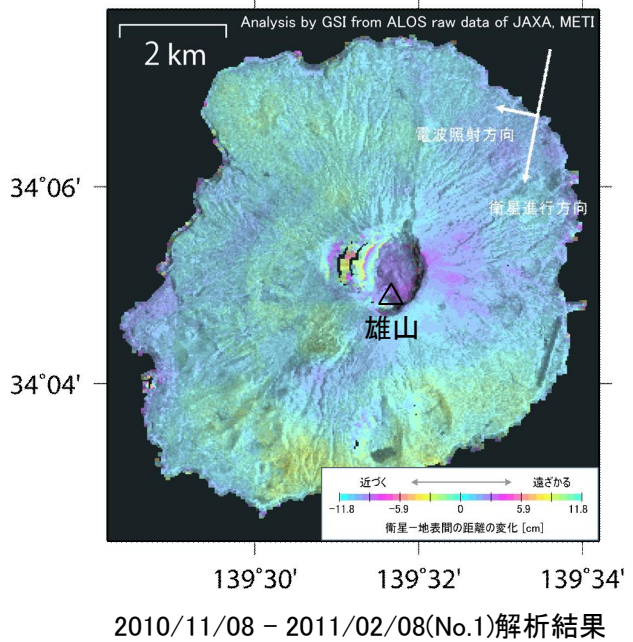 Analysis by GSI from ALOS raw data of JAXA, METI
2 km
電波照射方向
34°06'
衛星進行方向
雄山
34°04'
近づく 遠ざかる
-11.8 -5.9 0 5.9 11.8
衛星-地表間の距離の変化 [cm]
139°30' 139°32' 139°34'
2010/11/08 - 2011/02/08(No.1)解析結果